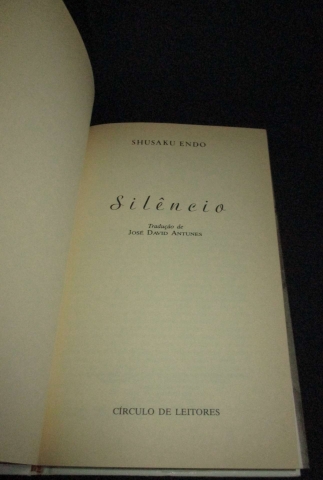 SHUSAKU ENDO
Silêncio
Tradução de
JOSÉ DAVID ANTUNES
CÍRCULO DE LEITORES